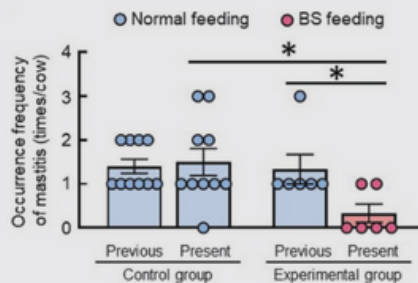 Normal feeding BS feeding
Occurrence frequency
of mastitis (times/cow)
4
3
2
1
0
*
*
Previous Present Previous Present
Control group Experimental group